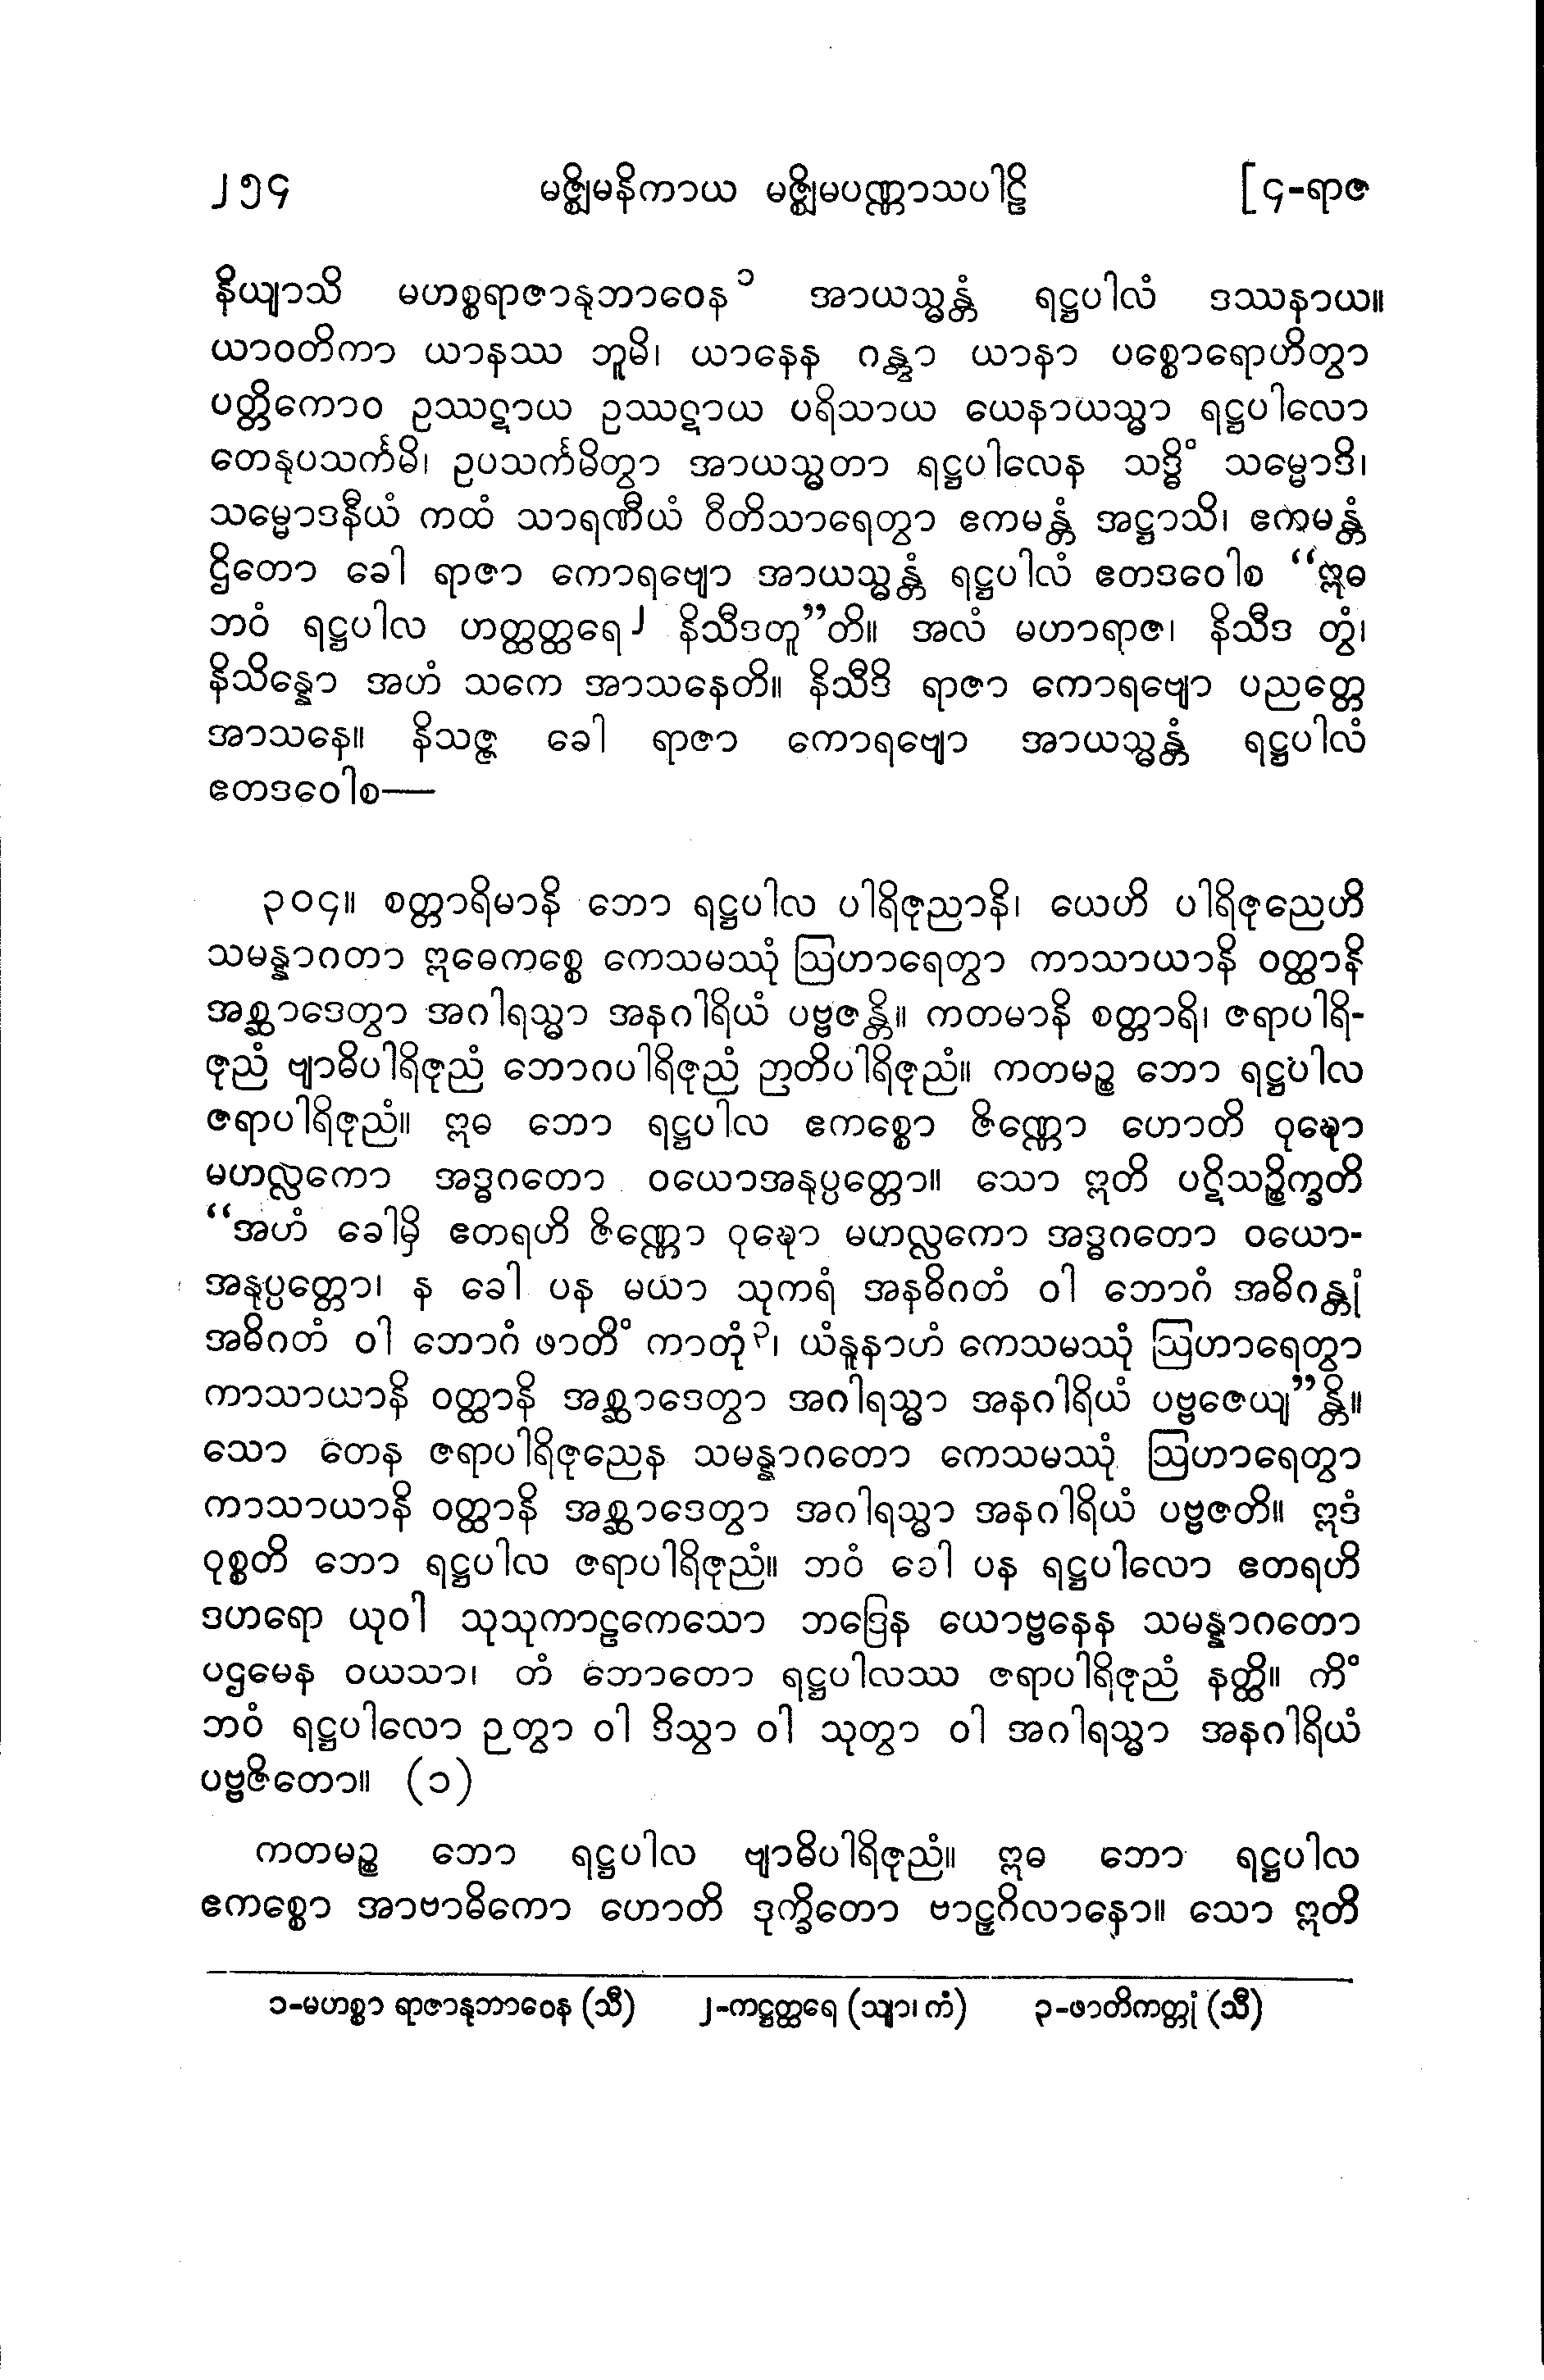 ၂၅၄ မဇ္ဈိမနိကာယ မဇ္ဈိမပဏ္ဏာသပါဠိ [၄-ရာဇ
နိယျာသိ မဟစ္စရာဇာနုဘာဝေန၁ အာယသ္မန္တံ ရဋ္ဌပါလံ ဒဿနာယ။
ယာဝတိကာ ယာနဿ ဘူမိ၊ ယာနေန ဂန္တွာ ယာနာ ပစ္စောရောဟိတွာ
ပတ္တိကောဝ ဥဿဋာယ ဥဿဋာယ ပရိသာယ ယေနာယသ္မာ ရဋ္ဌပါလော
တေနုပသင်္ကမိ၊ ဥပသင်္ကမိတွာ အာယသ္မတာ ရဋ္ဌပါလေန သဒ္ဓိံ သမ္မောဒိ၊
သမ္မောဒနီယံ ကထံ သာရဏီယံ ဝီတိသာရေတွာ ဧကမန္တံ အဋ္ဌာသိ၊ ဧကမန္တံ
ဌိတော ခေါ ရာဇာ ကောရဗျော အာယသ္မန္တံ ရဋ္ဌပါလံ ဧတဒဝေါစ “ဣဓ
ဘဝံ ရဋ္ဌပါလ ဟတ္ထတ္ထရေ၂ နိသီဒတူ”တိ။ အလံ မဟာရာဇ၊ နိသီဒ တွံ၊
နိသိန္နော အဟံ သကေ အာသနေတိ။ နိသီဒိ ရာဇာ ကောရဗျော ပညတ္တေ
အာသနေ။ နိသဇ္ဇ ခေါ ရာဇာ ကောရဗျော အာယသ္မန္တံ ရဋ္ဌပါလံ
ဧတဒဝေါစ—
၃၀၄။ စတ္တာရိမာနိ ဘော ရဋ္ဌပါလ ပါရိဇုညာနိ၊ ယေဟိ ပါရိဇုညေဟိ
သမန္နာဂတာ ဣဓေကစ္စေ ကေသမဿုံ ဩဟာရေတွာ ကာသာယာနိ ဝတ္ထာနိ
အစ္ဆာဒေတွာ အဂါရသ္မာ အနဂါရိယံ ပဗ္ဗဇန္တိ။ ကတမာနိ စတ္တာရိ၊ ဇရာပါရိ-
ဇုညံ ဗျာဓိပါရိဇုညံ ဘောဂပါရိဇုညံ ဉာတိပါရိဇုညံ။ ကတမဉ္စ ဘော ရဋ္ဌပါလ
ဇရာပါရိဇုညံ။ ဣဓ ဘော ရဋ္ဌပါလ ဧကစ္စော ဇိဏ္ဏော ဟောတိ ဝုဍ္ဎော
မဟလ္လကော အဒ္ဓဂတော ဝယောအနုပ္ပတ္တော။ သော ဣတိ ပဋိသဉ္စိက္ခတိ
“အဟံ ခေါမှိ ဧတရဟိ ဇိဏ္ဏော ဝုဍ္ဎော မဟလ္လကော အဒ္ဓဂတော ဝယော-
အနုပ္ပတ္တော၊ န ခေါ ပန မယာ သုကရံ အနဓိဂတံ ဝါ ဘောဂံ အဓိဂန္တုံ
အဓိဂတံ ဝါ ဘောဂံ ဖာတိံ ကာတုံ၃၊ ယံနူနာဟံ ကေသမဿုံ ဩဟာရေတွာ
ကာသာယာနိ ဝတ္ထာနိ အစ္ဆာဒေတွာ အဂါရသ္မာ အနဂါရိယံ ပဗ္ဗဇေယျ”န္တိ။
သော တေန ဇရာပါရိဇုညေန သမန္နာဂတော ကေသမဿုံ ဩဟာရေတွာ
ကာသာယာနိ ဝတ္ထာနိ အစ္ဆာဒေတွာ အဂါရသ္မာ အနဂါရိယံ ပဗ္ဗဇတိ။ ဣဒံ
ဝုစ္စတိ ဘော ရဋ္ဌပါလ ဇရာပါရိဇုညံ။ ဘဝံ ခေါ ပန ရဋ္ဌပါလော ဧတရဟိ
ဒဟရော ယုဝါ သုသုကာဠကေသော ဘဒြေန ယောဗ္ဗနေန သမန္နာဂတော
ပဌမေန ဝယသာ၊ တံ ဘောတော ရဋ္ဌပါလဿ ဇရာပါရိဇုညံ နတ္ထိ။ ကိံ
ဘဝံ ရဋ္ဌပါလော ဉတွာ ဝါ ဒိသွာ ဝါ သုတွာ ဝါ အဂါရသ္မာ အနဂါရိယံ
ပဗ္ဗဇိတော။ (၁)
ကတမဉ္စ ဘော ရဋ္ဌပါလ ဗျာဓိပါရိဇုညံ။ ဣဓ ဘော ရဋ္ဌပါလ
ဧကစ္စော အာဗာဓိကော ဟောတိ ဒုက္ခိတော ဗာဠှဂိလာနော။ သော ဣတိ
၁-မဟစ္စာ ရာဇာနုဘာဝေန (သီ) ၂-ကဋ္ဌတ္ထရေ (သျာ၊ ကံ) ၃-ဖာတိကတ္တုံ (သီ)